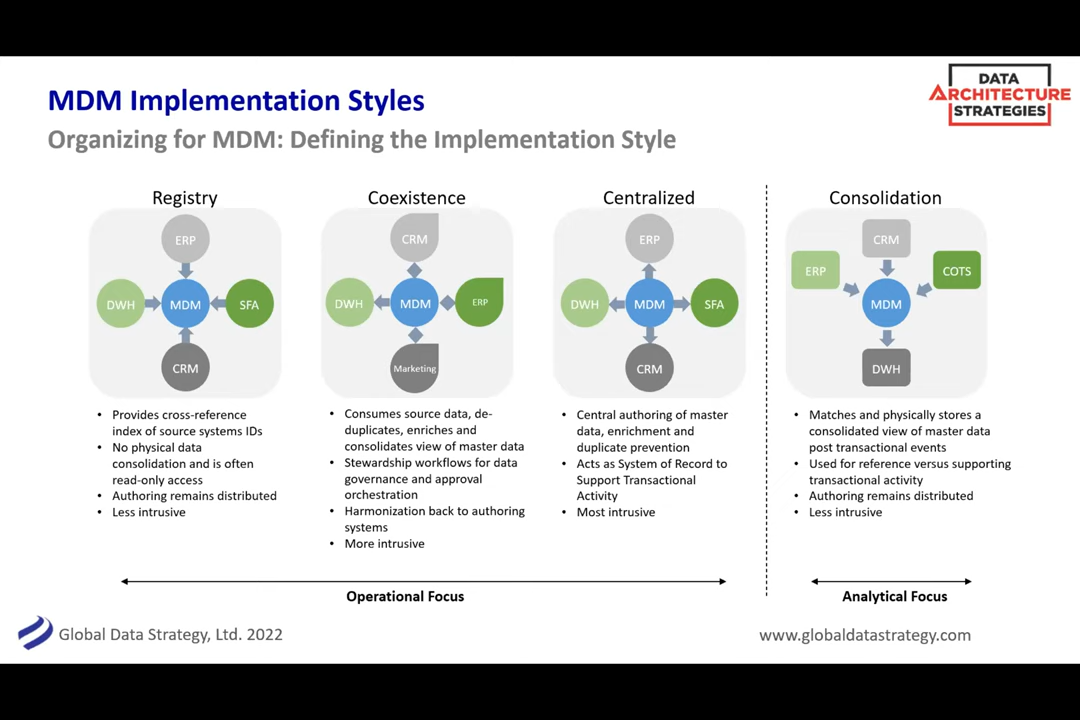 MDM Implementation Styles
Organizing for MDM: Defining the Implementation Style
DATA
ARCHITECTURE
STRATEGIES
Registry
ERP
DWH
MDM
SFA
CRM
• Provides cross-reference
index of source systems IDs
• No physical data
consolidation and is often
read-only access
• Authoring remains distributed
• Less intrusive
Coexistence
CRM
DWH
MDM
ERP
Marketing
• Consumes source data, de-
duplicates, enriches and
consolidates view of master data
• Stewardship workflows for data
governance and approval
orchestration
• Harmonization back to authoring
systems
• More intrusive
Centralized
ERP
DWH
MDM
SFA
CRM
• Central authoring of master
data, enrichment and
duplicate prevention
• Acts as System of Record to
Support Transactional
Activity
• Most intrusive
Consolidation
CRM
ERP
COTS
MDM
DWH
• Matches and physically stores a
consolidated view of master data
post transactional events
• Used for reference versus supporting
transactional activity
• Authoring remains distributed
• Less intrusive
Operational Focus
Analytical Focus
Global Data Strategy, Ltd. 2022
www.globaldatastrategy.com